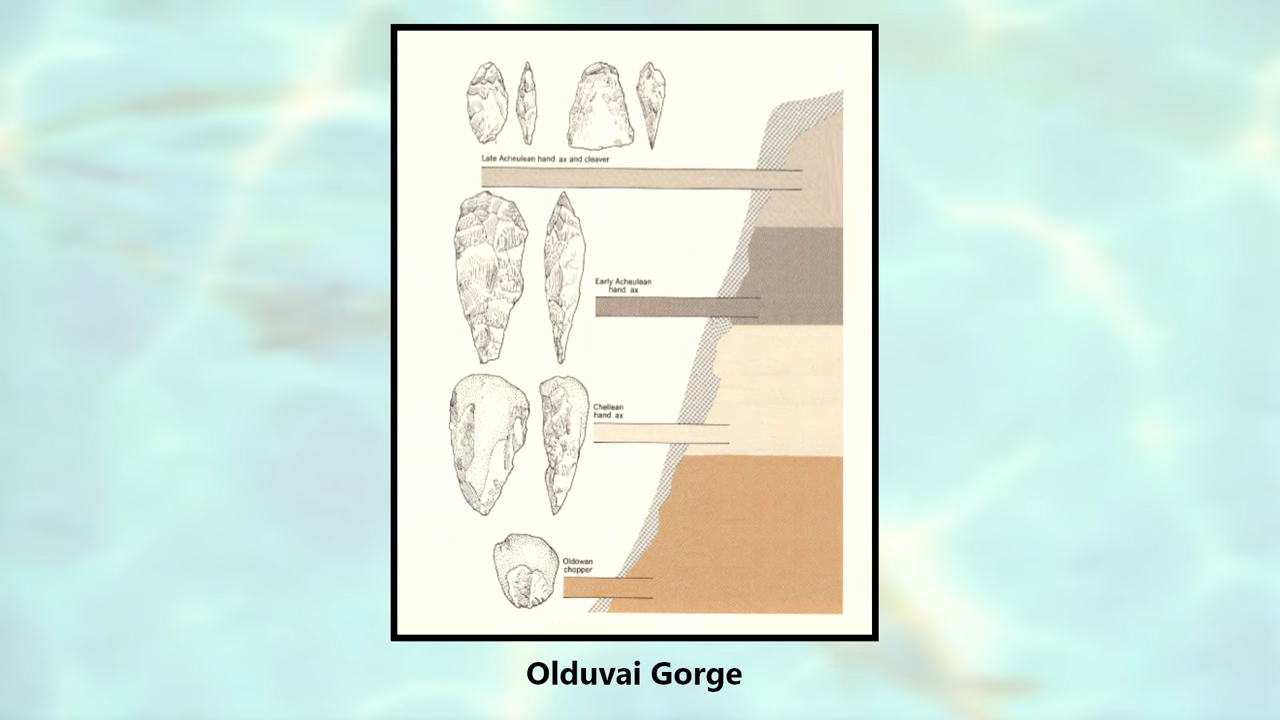 Late Acheulean hand ax and cleaver
Early Acheulean
hand ax
Chellean
hand ax
Oldowan
chopper
Olduvai Gorge